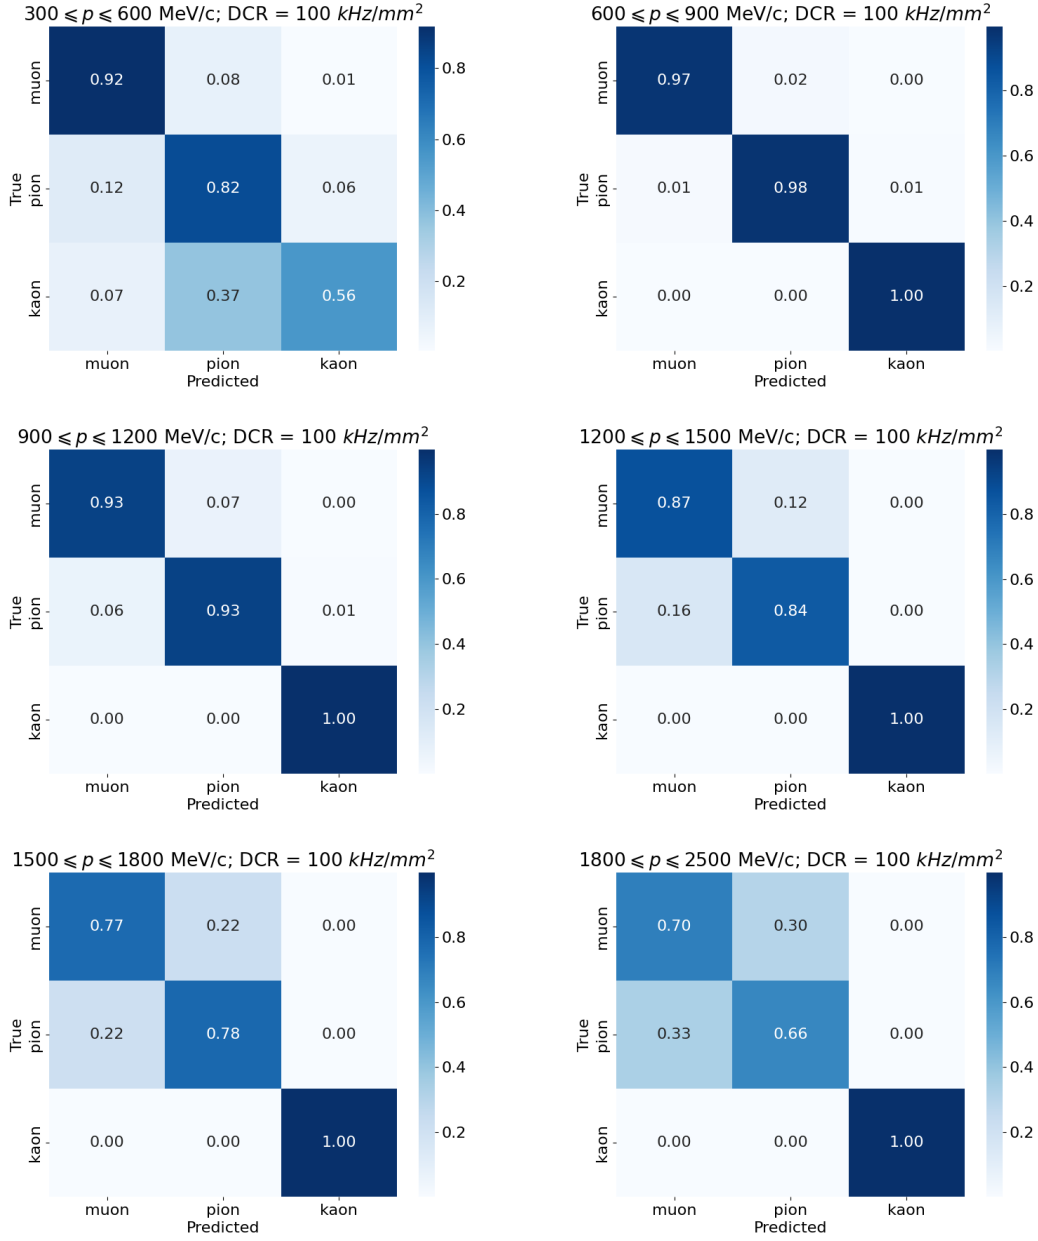 300 ⩽ p ⩽ 600 MeV/c; DCR = 100 kHz/mm²
muon 0.92 0.08 0.01
True pion 0.12 0.82 0.06
kaon 0.07 0.37 0.56
0.8
0.6
0.4
0.2
muon pion kaon
Predicted
600 ⩽ p ⩽ 900 MeV/c; DCR = 100 kHz/mm²
muon 0.97 0.02 0.00
True pion 0.01 0.98 0.01
kaon 0.00 0.00 1.00
0.8
0.6
0.4
0.2
muon pion kaon
Predicted
900 ⩽ p ⩽ 1200 MeV/c; DCR = 100 kHz/mm²
muon 0.93 0.07 0.00
True pion 0.06 0.93 0.01
kaon 0.00 0.00 1.00
0.8
0.6
0.4
0.2
muon pion kaon
Predicted
1200 ⩽ p ⩽ 1500 MeV/c; DCR = 100 kHz/mm²
muon 0.87 0.12 0.00
True pion 0.16 0.84 0.00
kaon 0.00 0.00 1.00
0.8
0.6
0.4
0.2
muon pion kaon
Predicted
1500 ⩽ p ⩽ 1800 MeV/c; DCR = 100 kHz/mm²
muon 0.77 0.22 0.00
True pion 0.22 0.78 0.00
kaon 0.00 0.00 1.00
0.8
0.6
0.4
0.2
muon pion kaon
Predicted
1800 ⩽ p ⩽ 2500 MeV/c; DCR = 100 kHz/mm²
muon 0.70 0.30 0.00
True pion 0.33 0.66 0.00
kaon 0.00 0.00 1.00
0.8
0.6
0.4
0.2
muon pion kaon
Predicted